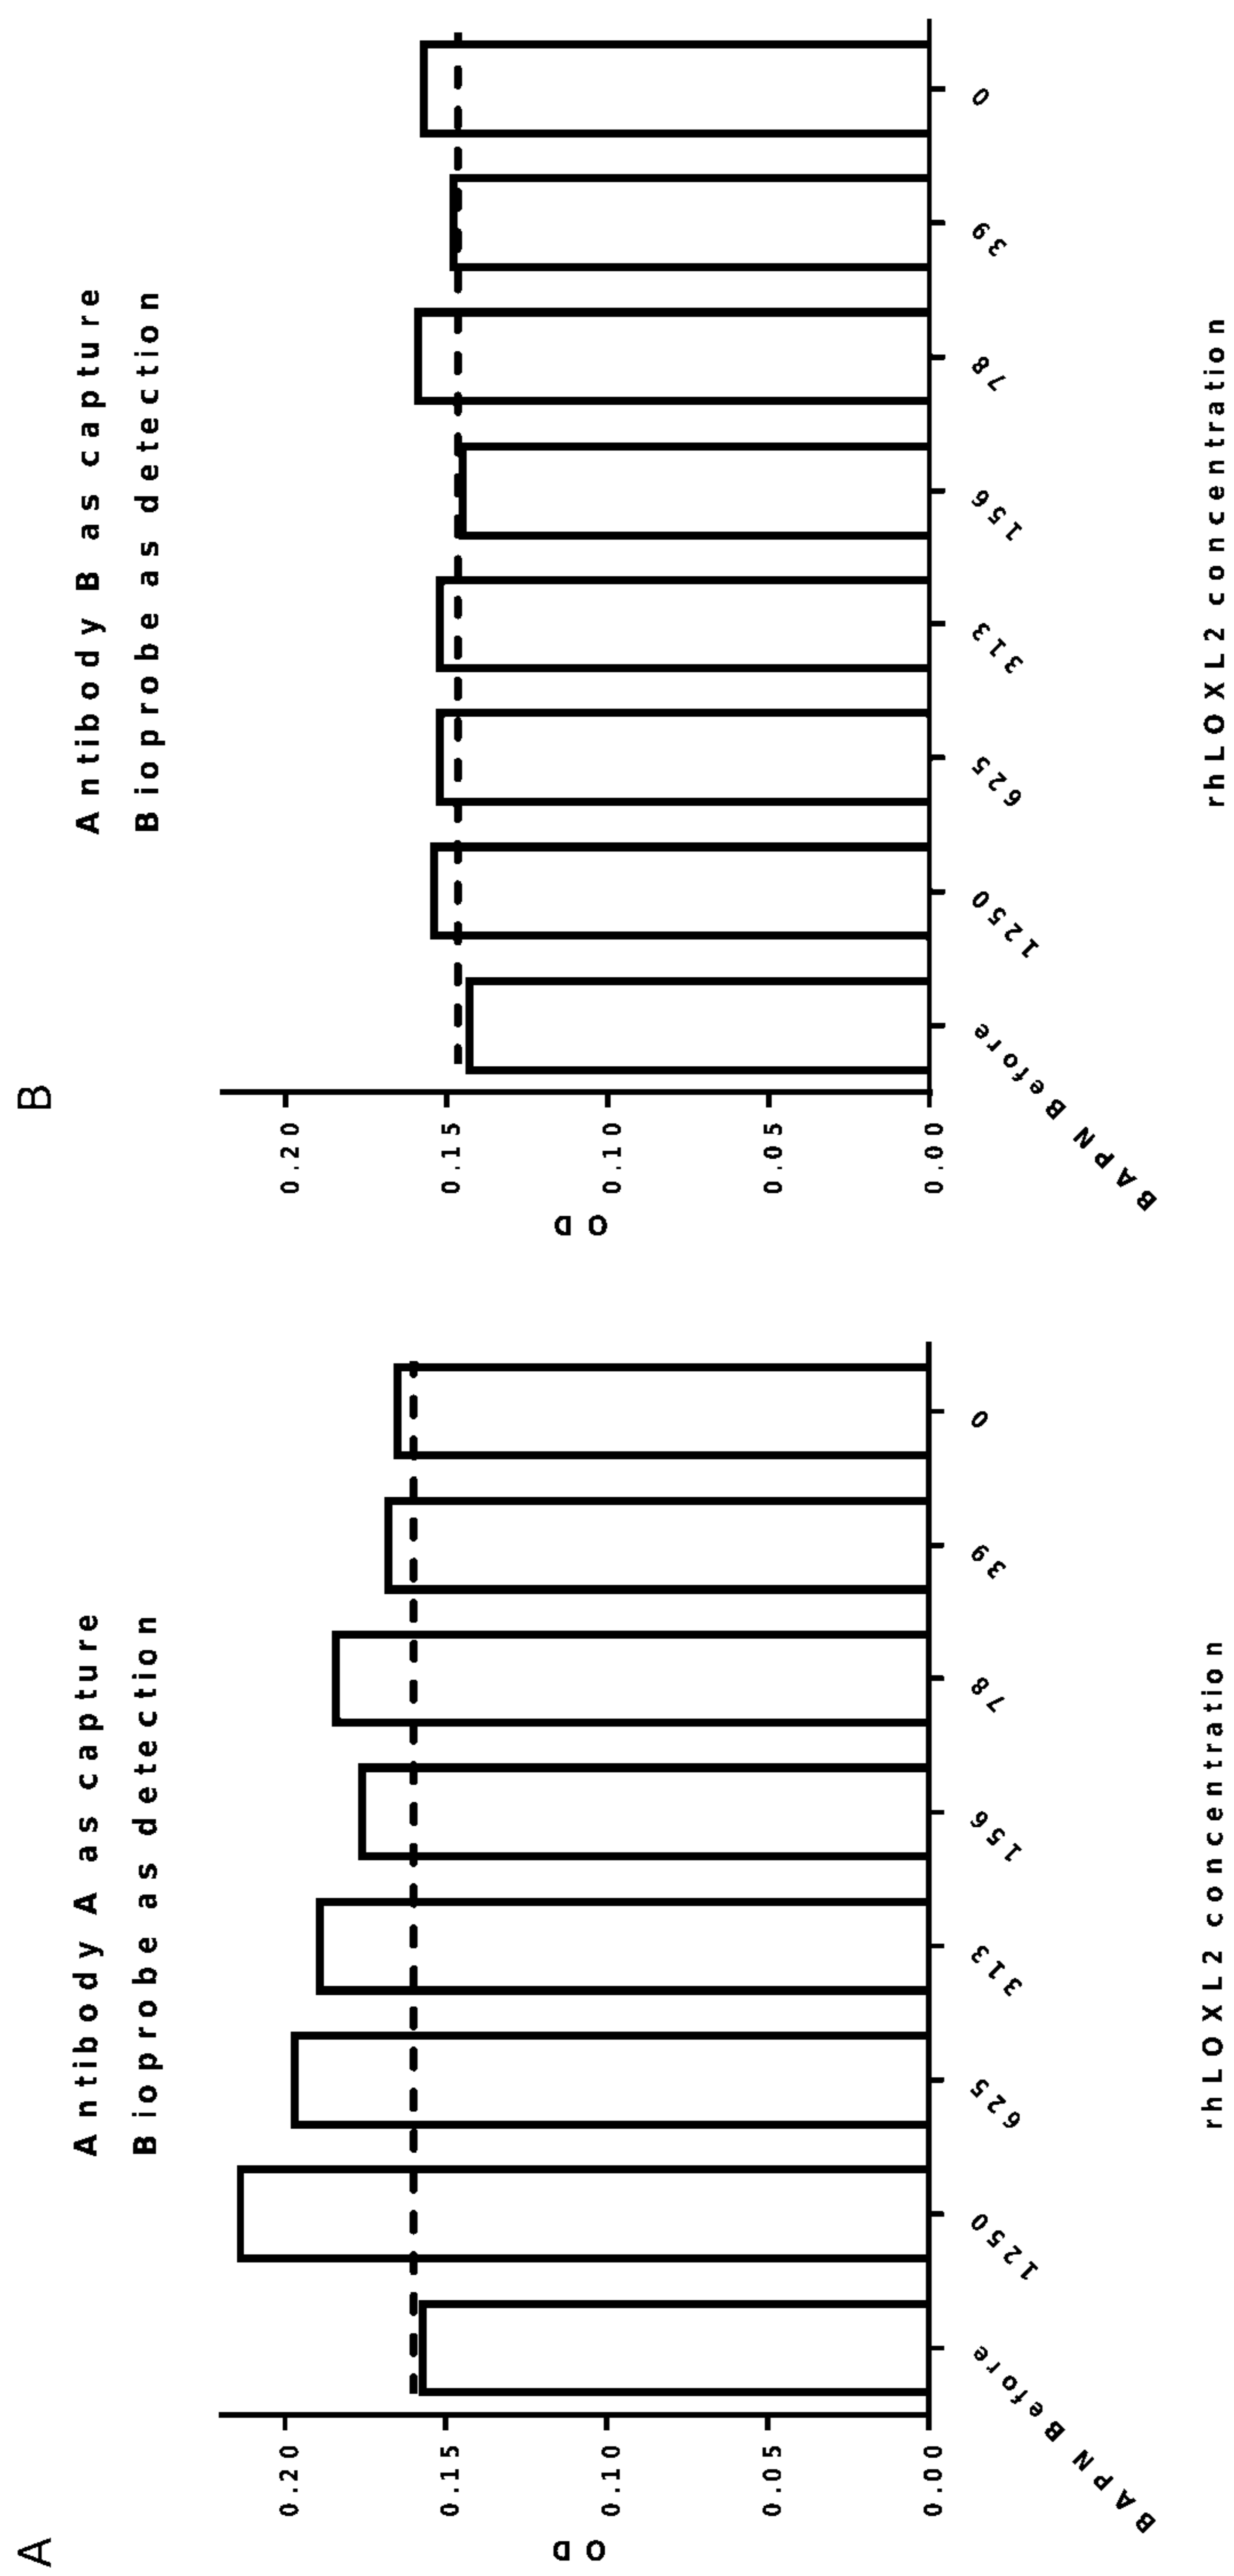 A
Antibody A as capture
Bioprobe as detection
OD
0.20
0.15
0.10
0.05
0.00
BAPN Before
1250
625
313
156
78
39
0
rhLOXL2 concentration
B
Antibody B as capture
Bioprobe as detection
OD
0.20
0.15
0.10
0.05
0.00
BAPN Before
1250
625
313
156
78
39
0
rhLOXL2 concentration